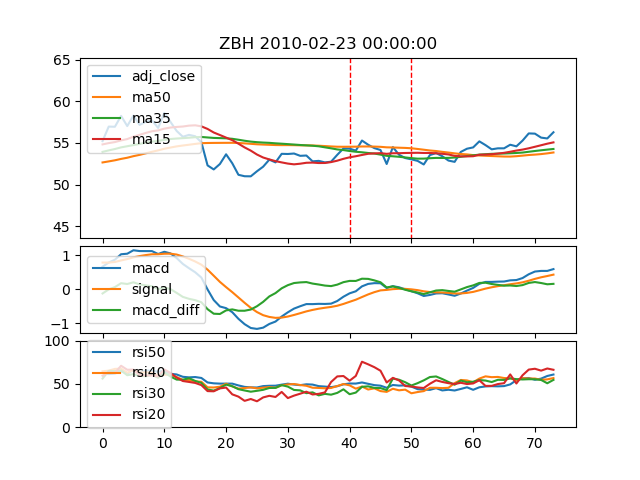 ZBH 2010-02-23 00:00:00
65
60
55
50
45
adj_close
ma50
ma35
ma15
1
0
−1
macd
signal
macd_diff
100
50
0
rsi50
rsi40
rsi30
rsi20
0 10 20 30 40 50 60 70